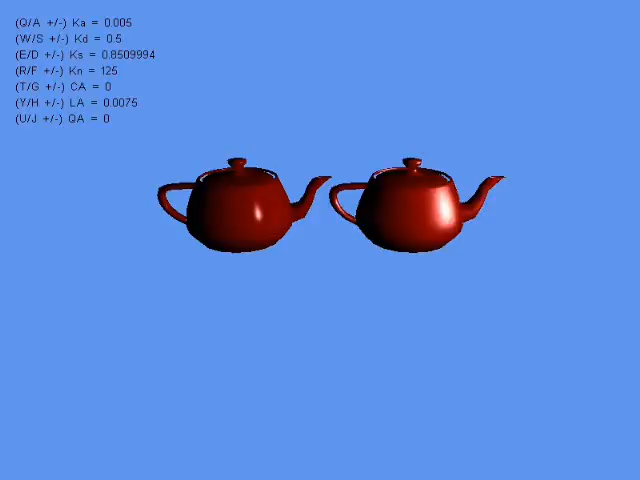 (Q/A +/-) Ka = 0.005
(W/S +/-) Kd = 0.5
(E/D +/-) Ks = 0.8509994
(R/F +/-) Kn = 125
(T/G +/-) CA = 0
(Y/H +/-) LA = 0.0075
(U/J +/-) QA = 0